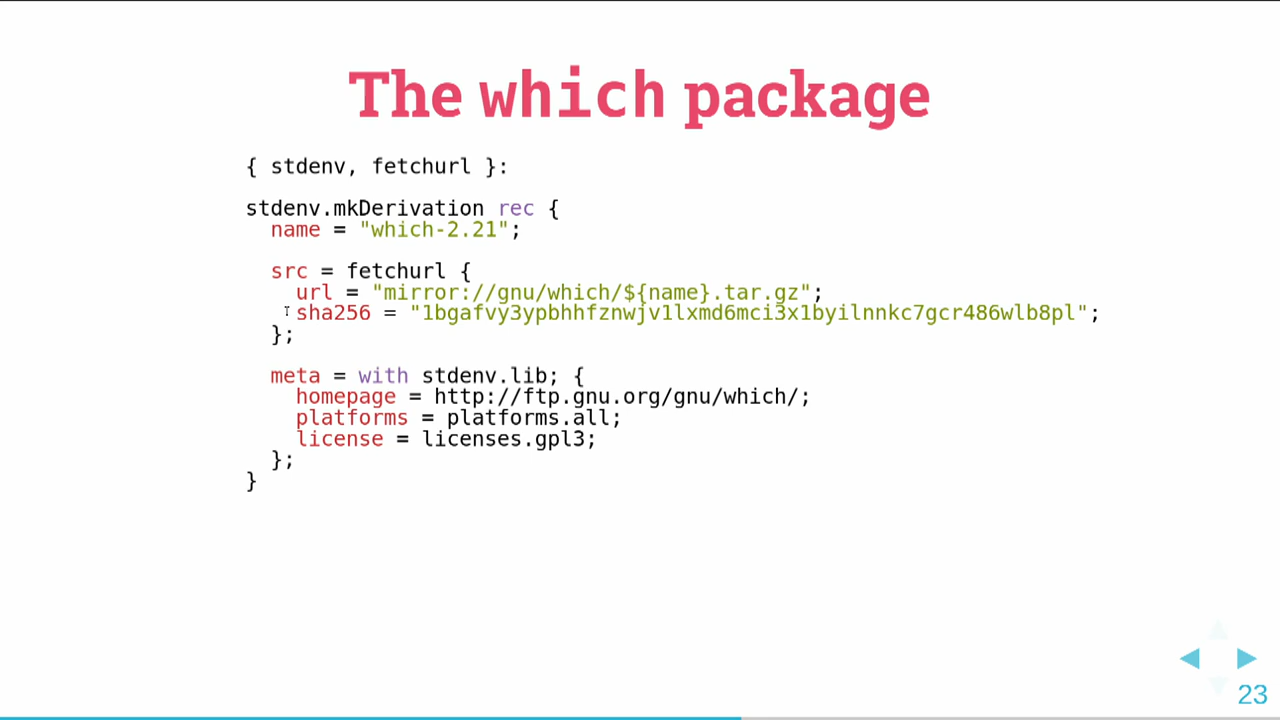 The which package
{ stdenv, fetchurl }:
stdenv.mkDerivation rec {
name = "which-2.21";
src = fetchurl {
url = "mirror://gnu/which/${name}.tar.gz";
sha256 = "1bgafvy3ypbhhfznwjv1lxmd6mci3x1byilnnkc7gcr486wlb8pl";
};
meta = with stdenv.lib; {
homepage = http://ftp.gnu.org/gnu/which/;
platforms = platforms.all;
license = licenses.gpl3;
};
}
23